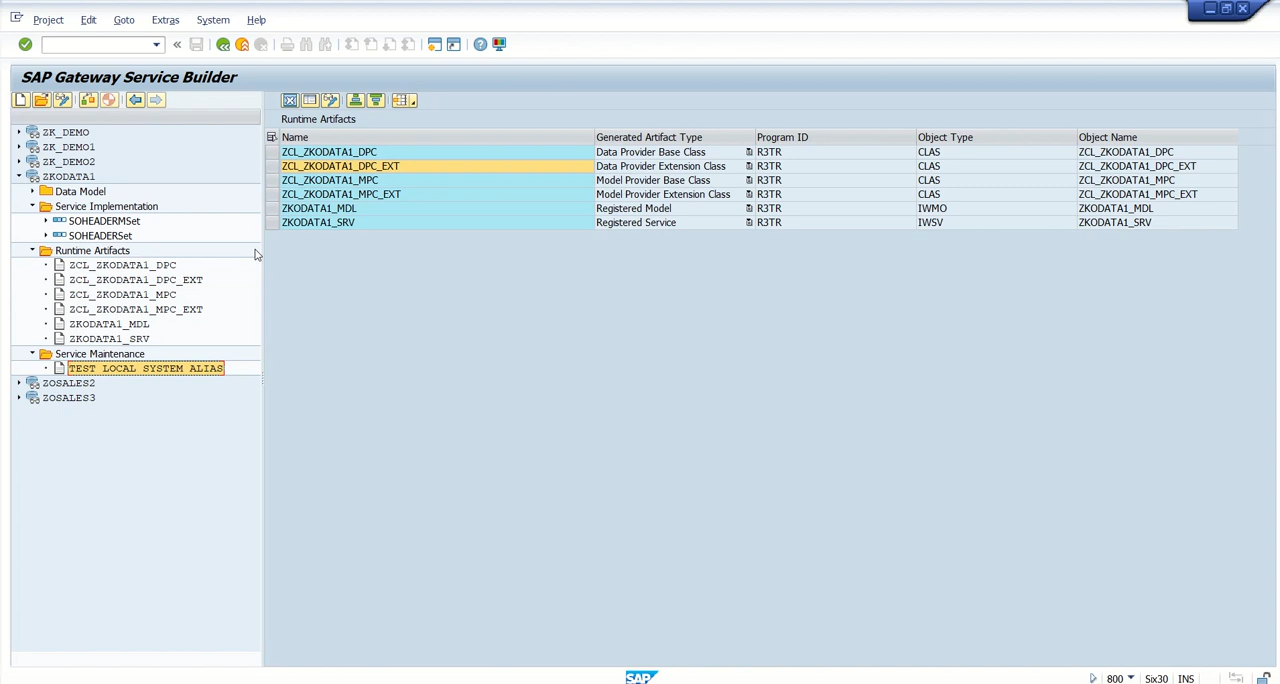 Project Edit Goto Extras System Help
SAP Gateway Service Builder
ZK_DEMO
ZK_DEMO1
ZK_DEMO2
ZKODATA1
Data Model
Service Implementation
SOHEADERMSet
SOHEADERSet
Runtime Artifacts
ZCL_ZKODATA1_DPC
ZCL_ZKODATA1_DPC_EXT
ZCL_ZKODATA1_MPC
ZCL_ZKODATA1_MPC_EXT
ZKODATA1_MDL
ZKODATA1_SRV
Service Maintenance
TEST LOCAL SYSTEM ALIAS
ZOSALES2
ZOSALES3
Runtime Artifacts
Name Generated Artifact Type Program ID Object Type Object Name
ZCL_ZKODATA1_DPC Data Provider Base Class R3TR CLAS ZCL_ZKODATA1_DPC
ZCL_ZKODATA1_DPC_EXT Data Provider Extension Class R3TR CLAS ZCL_ZKODATA1_DPC_EXT
ZCL_ZKODATA1_MPC Model Provider Base Class R3TR CLAS ZCL_ZKODATA1_MPC
ZCL_ZKODATA1_MPC_EXT Model Provider Extension Class R3TR CLAS ZCL_ZKODATA1_MPC_EXT
ZKODATA1_MDL Registered Model R3TR IWMO ZKODATA1_MDL
ZKODATA1_SRV Registered Service R3TR IWSV ZKODATA1_SRV
SAP 800 Six30 INS